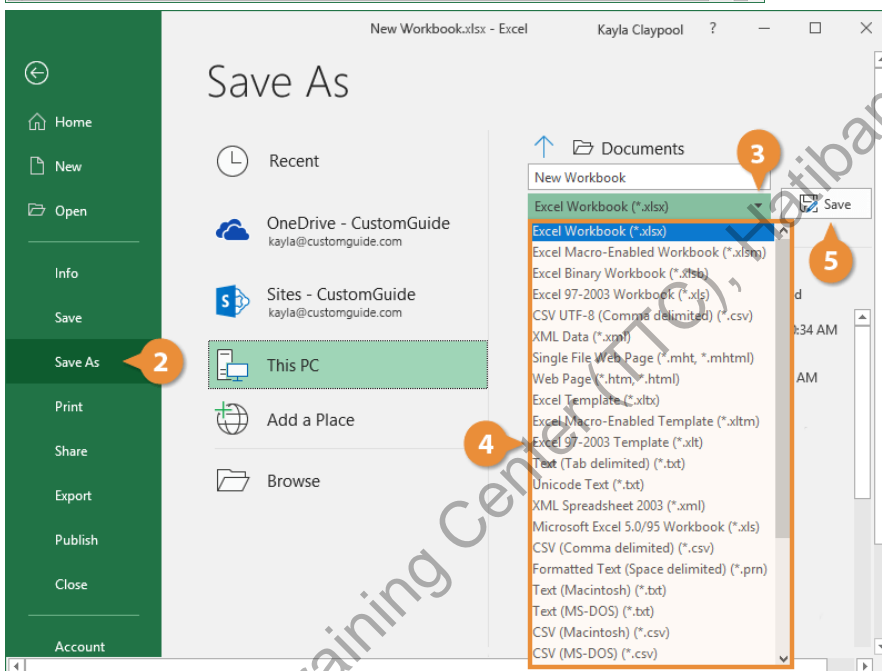 New Workbook.xlsx - Excel
Kayla Claypool
?
Save As
Home
New
Open
Info
Save
Save As
2
Print
Share
Export
Publish
Close
Account
Recent
OneDrive - CustomGuide
kayla@customguide.com
Sites - CustomGuide
kayla@customguide.com
This PC
Add a Place
Browse
Documents
3
New Workbook
Excel Workbook (*.xlsx)
Save
5
4
Excel Workbook (*.xlsx)
Excel Macro-Enabled Workbook (*.xlsm)
Excel Binary Workbook (*.xlsb)
Excel 97-2003 Workbook (*.xls)
CSV UTF-8 (Comma delimited) (*.csv)
XML Data (*.xml)
Single File Web Page (*.mht, *.mhtml)
Web Page (*.htm, *.html)
Excel Template (*.xltx)
Excel Macro-Enabled Template (*.xltm)
Excel 97-2003 Template (*.xlt)
Text (Tab delimited) (*.txt)
Unicode Text (*.txt)
XML Spreadsheet 2003 (*.xml)
Microsoft Excel 5.0/95 Workbook (*.xls)
CSV (Comma delimited) (*.csv)
Formatted Text (Space delimited) (*.prn)
Text (Macintosh) (*.txt)
Text (MS-DOS) (*.txt)
CSV (Macintosh) (*.csv)
CSV (MS-DOS) (*.csv)
d
:34 AM
AM
raining Center (TTC), Hatiban